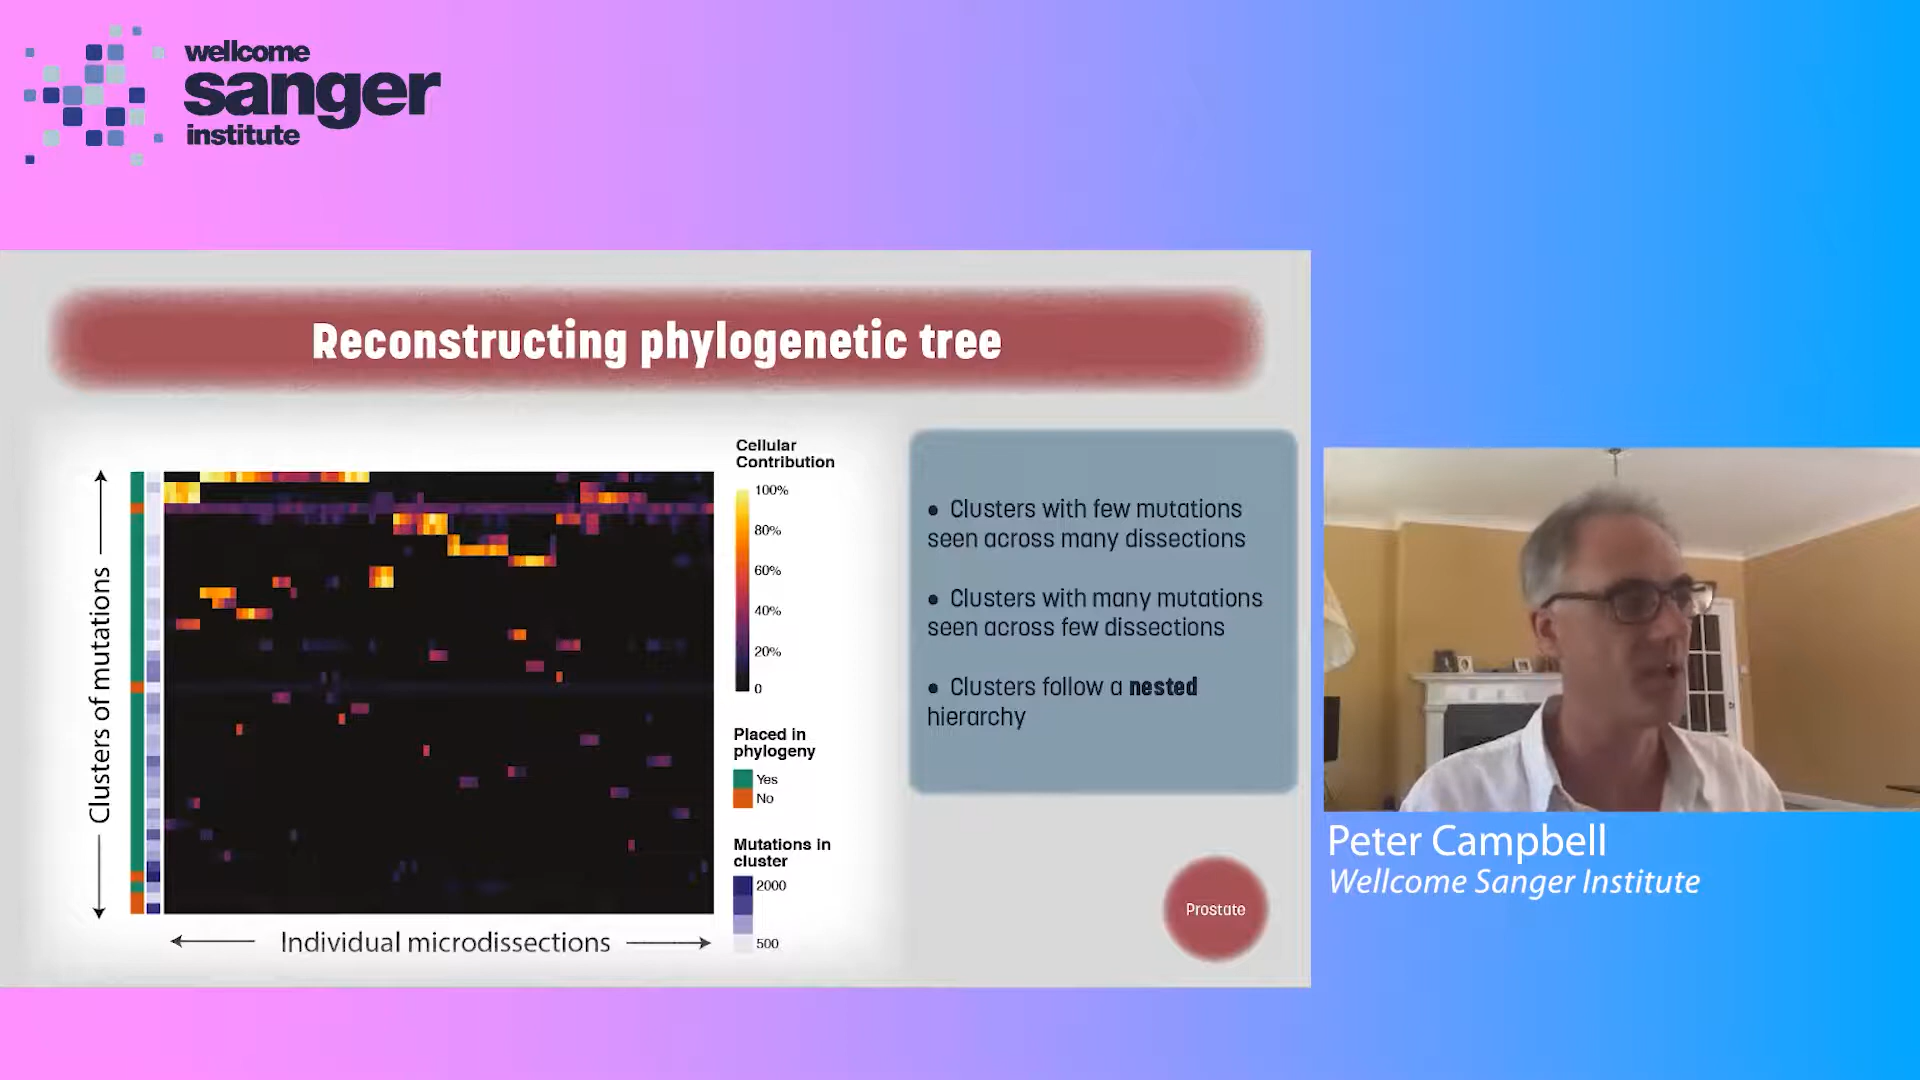 wellcome
sanger
institute
Reconstructing phylogenetic tree
Clusters of mutations
Individual microdissections
Cellular
Contribution
100%
80%
60%
40%
20%
0
Placed in
phylogeny
Yes
No
Mutations in
cluster
2000
500
• Clusters with few mutations
seen across many dissections
• Clusters with many mutations
seen across few dissections
• Clusters follow a nested
hierarchy
Prostate
Peter Campbell
Wellcome Sanger Institute